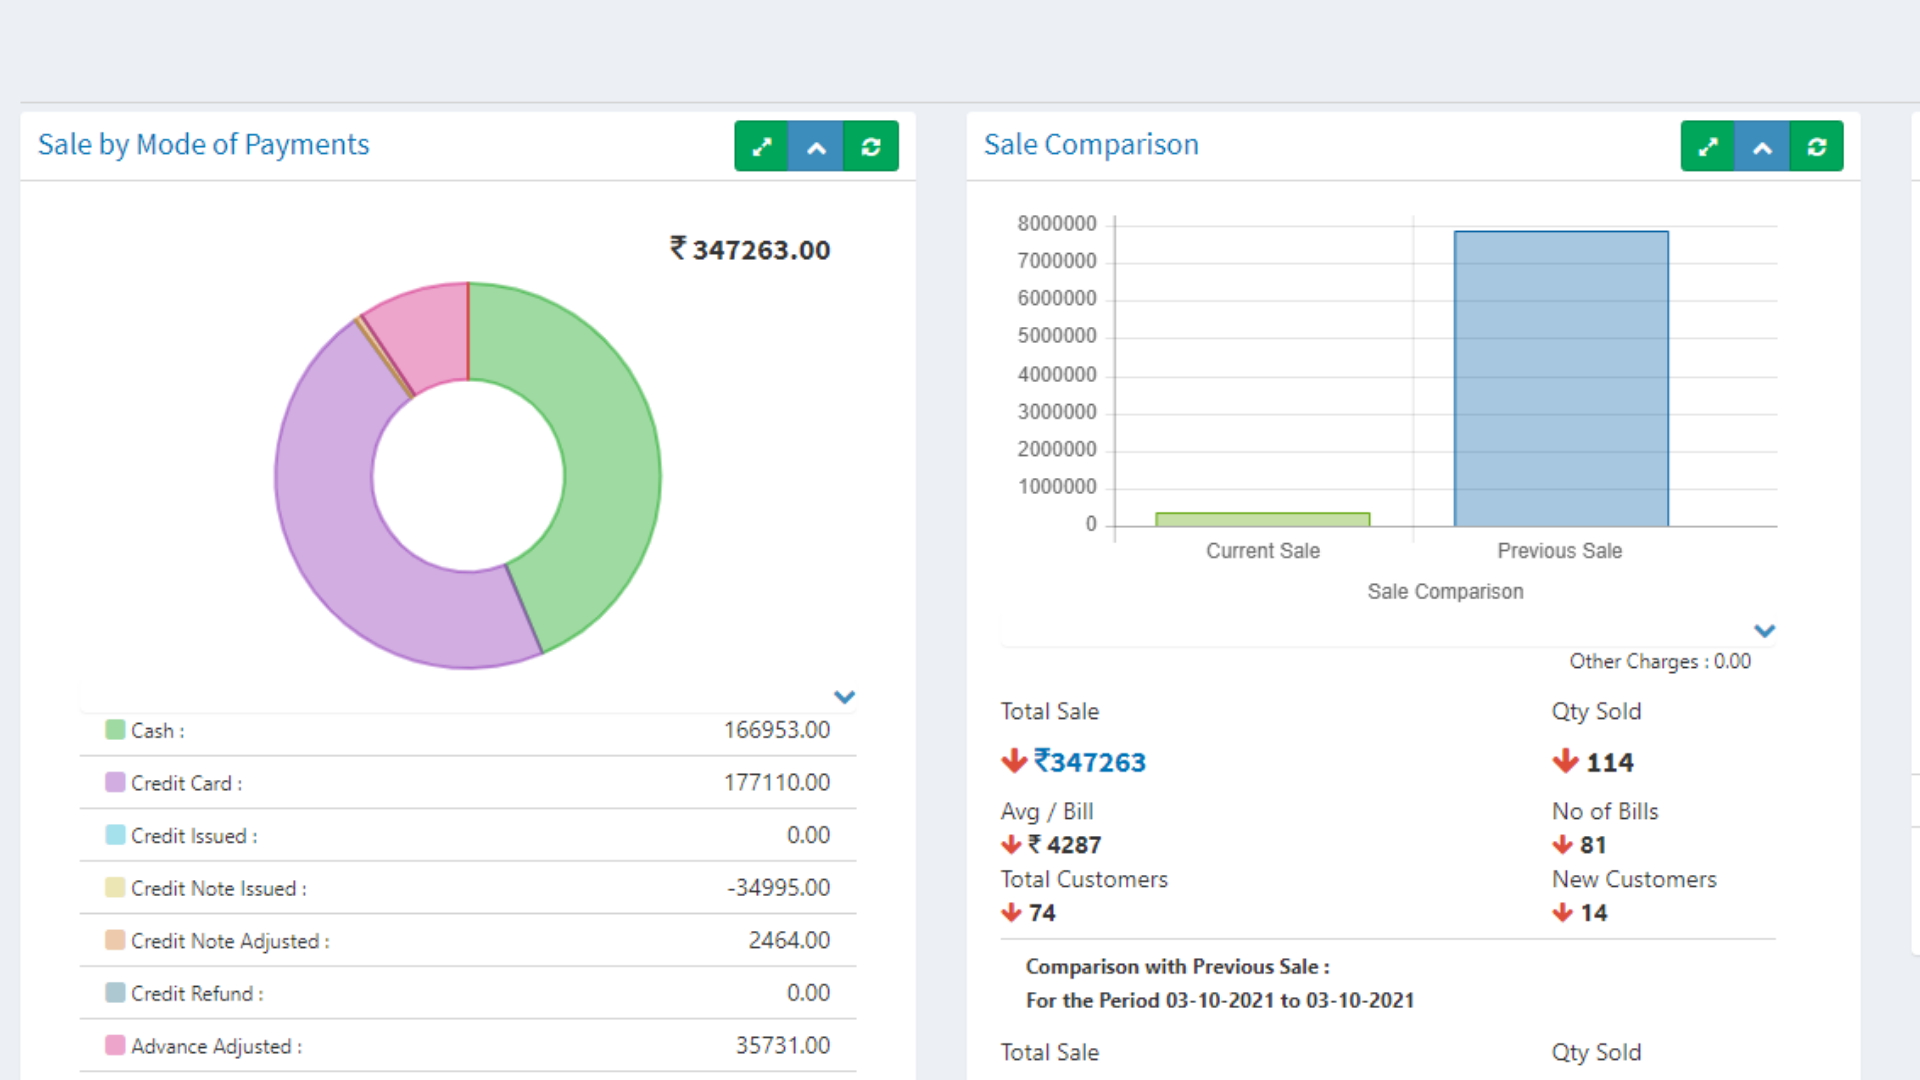 Sale by Mode of Payments
₹ 347263.00
Cash : 166953.00
Credit Card : 177110.00
Credit Issued : 0.00
Credit Note Issued : -34995.00
Credit Note Adjusted : 2464.00
Credit Refund : 0.00
Advance Adjusted : 35731.00
Sale Comparison
8000000
7000000
6000000
5000000
4000000
3000000
2000000
1000000
0
Current Sale Previous Sale
Sale Comparison
Other Charges : 0.00
Total Sale Qty Sold
₹347263 114
Avg / Bill No of Bills
₹ 4287 81
Total Customers New Customers
74 14
Comparison with Previous Sale :
For the Period 03-10-2021 to 03-10-2021
Total Sale Qty Sold